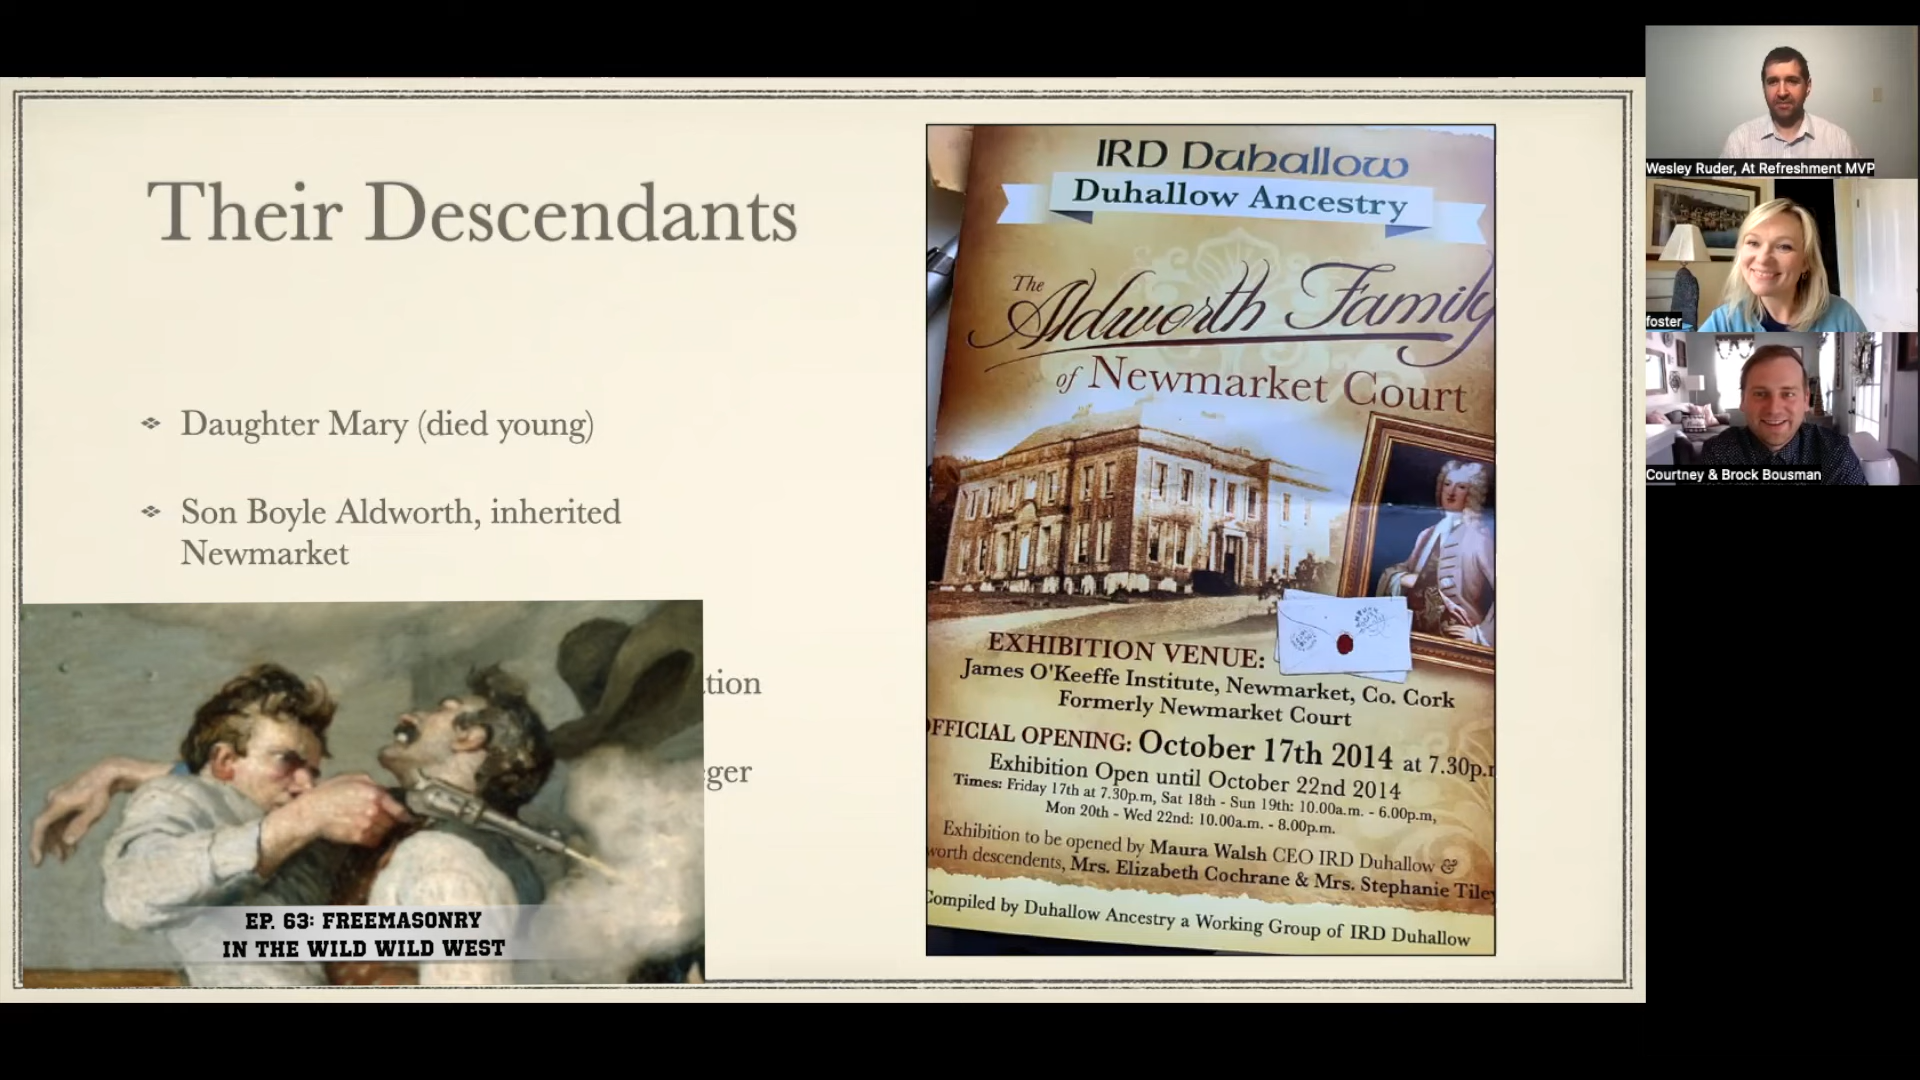 Their Descendants
Daughter Mary (died young)
Son Boyle Aldworth, inherited
Newmarket
EP. 63: FREEMASONRY
IN THE WILD WILD WEST
IRD Duhallow
Duhallow Ancestry
The
Aldworth Family
of Newmarket Court
EXHIBITION VENUE:
James O'Keeffe Institute, Newmarket, Co. Cork
Formerly Newmarket Court
OFFICIAL OPENING: October 17th 2014 at 7.30p.m
Exhibition Open until October 22nd 2014
Times: Friday 17th at 7.30p.m, Sat 18th - Sun 19th: 10.00a.m. - 6.00p.m,
Mon 20th - Wed 22nd: 10.00a.m. - 8.00p.m.
Exhibition to be opened by Maura Walsh CEO IRD Duhallow &
worth descendents, Mrs. Elizabeth Cochrane & Mrs. Stephanie Tiley
Compiled by Duhallow Ancestry a Working Group of IRD Duhallow
Wesley Ruder, At Refreshment MVP
foster
Courtney & Brock Bousman